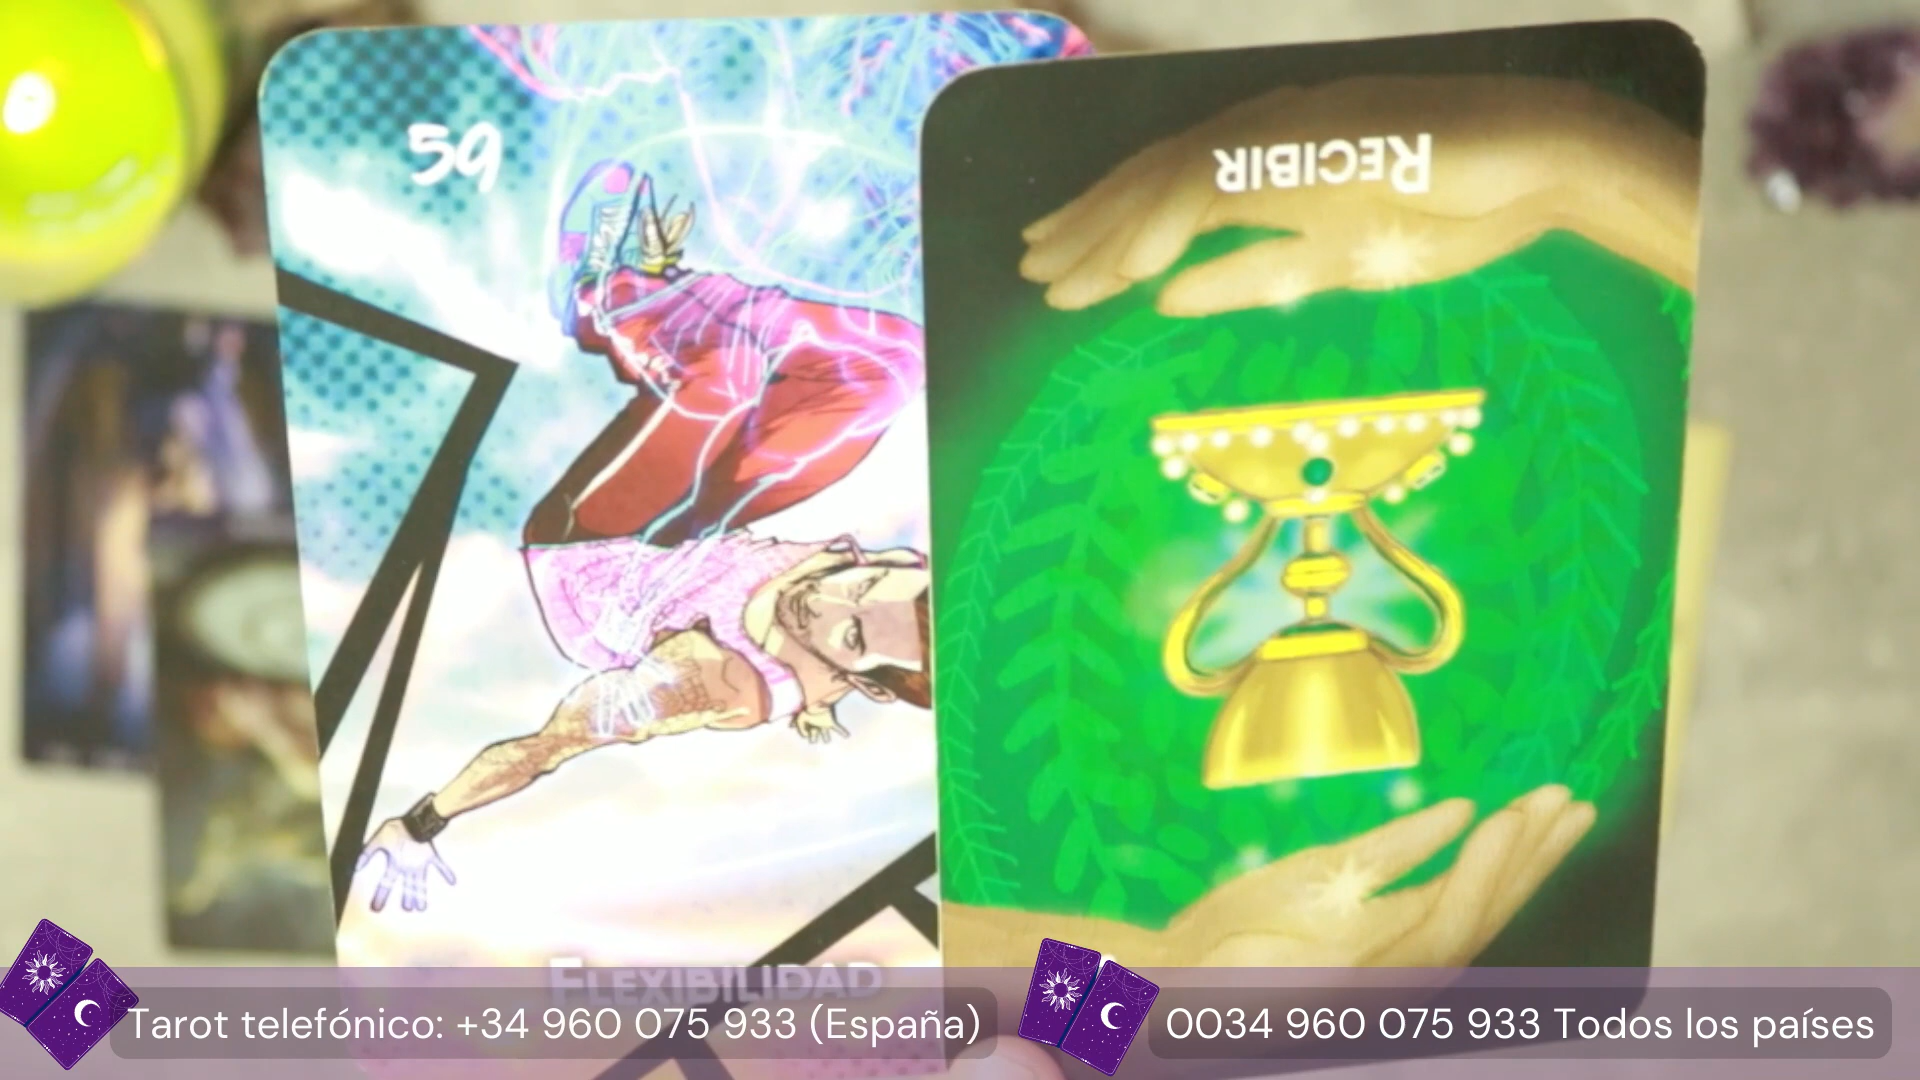 59
RECIBIR
FLEXIBILIDAD
Tarot telefónico: +34 960 075 933 (España)
0034 960 075 933 Todos los países